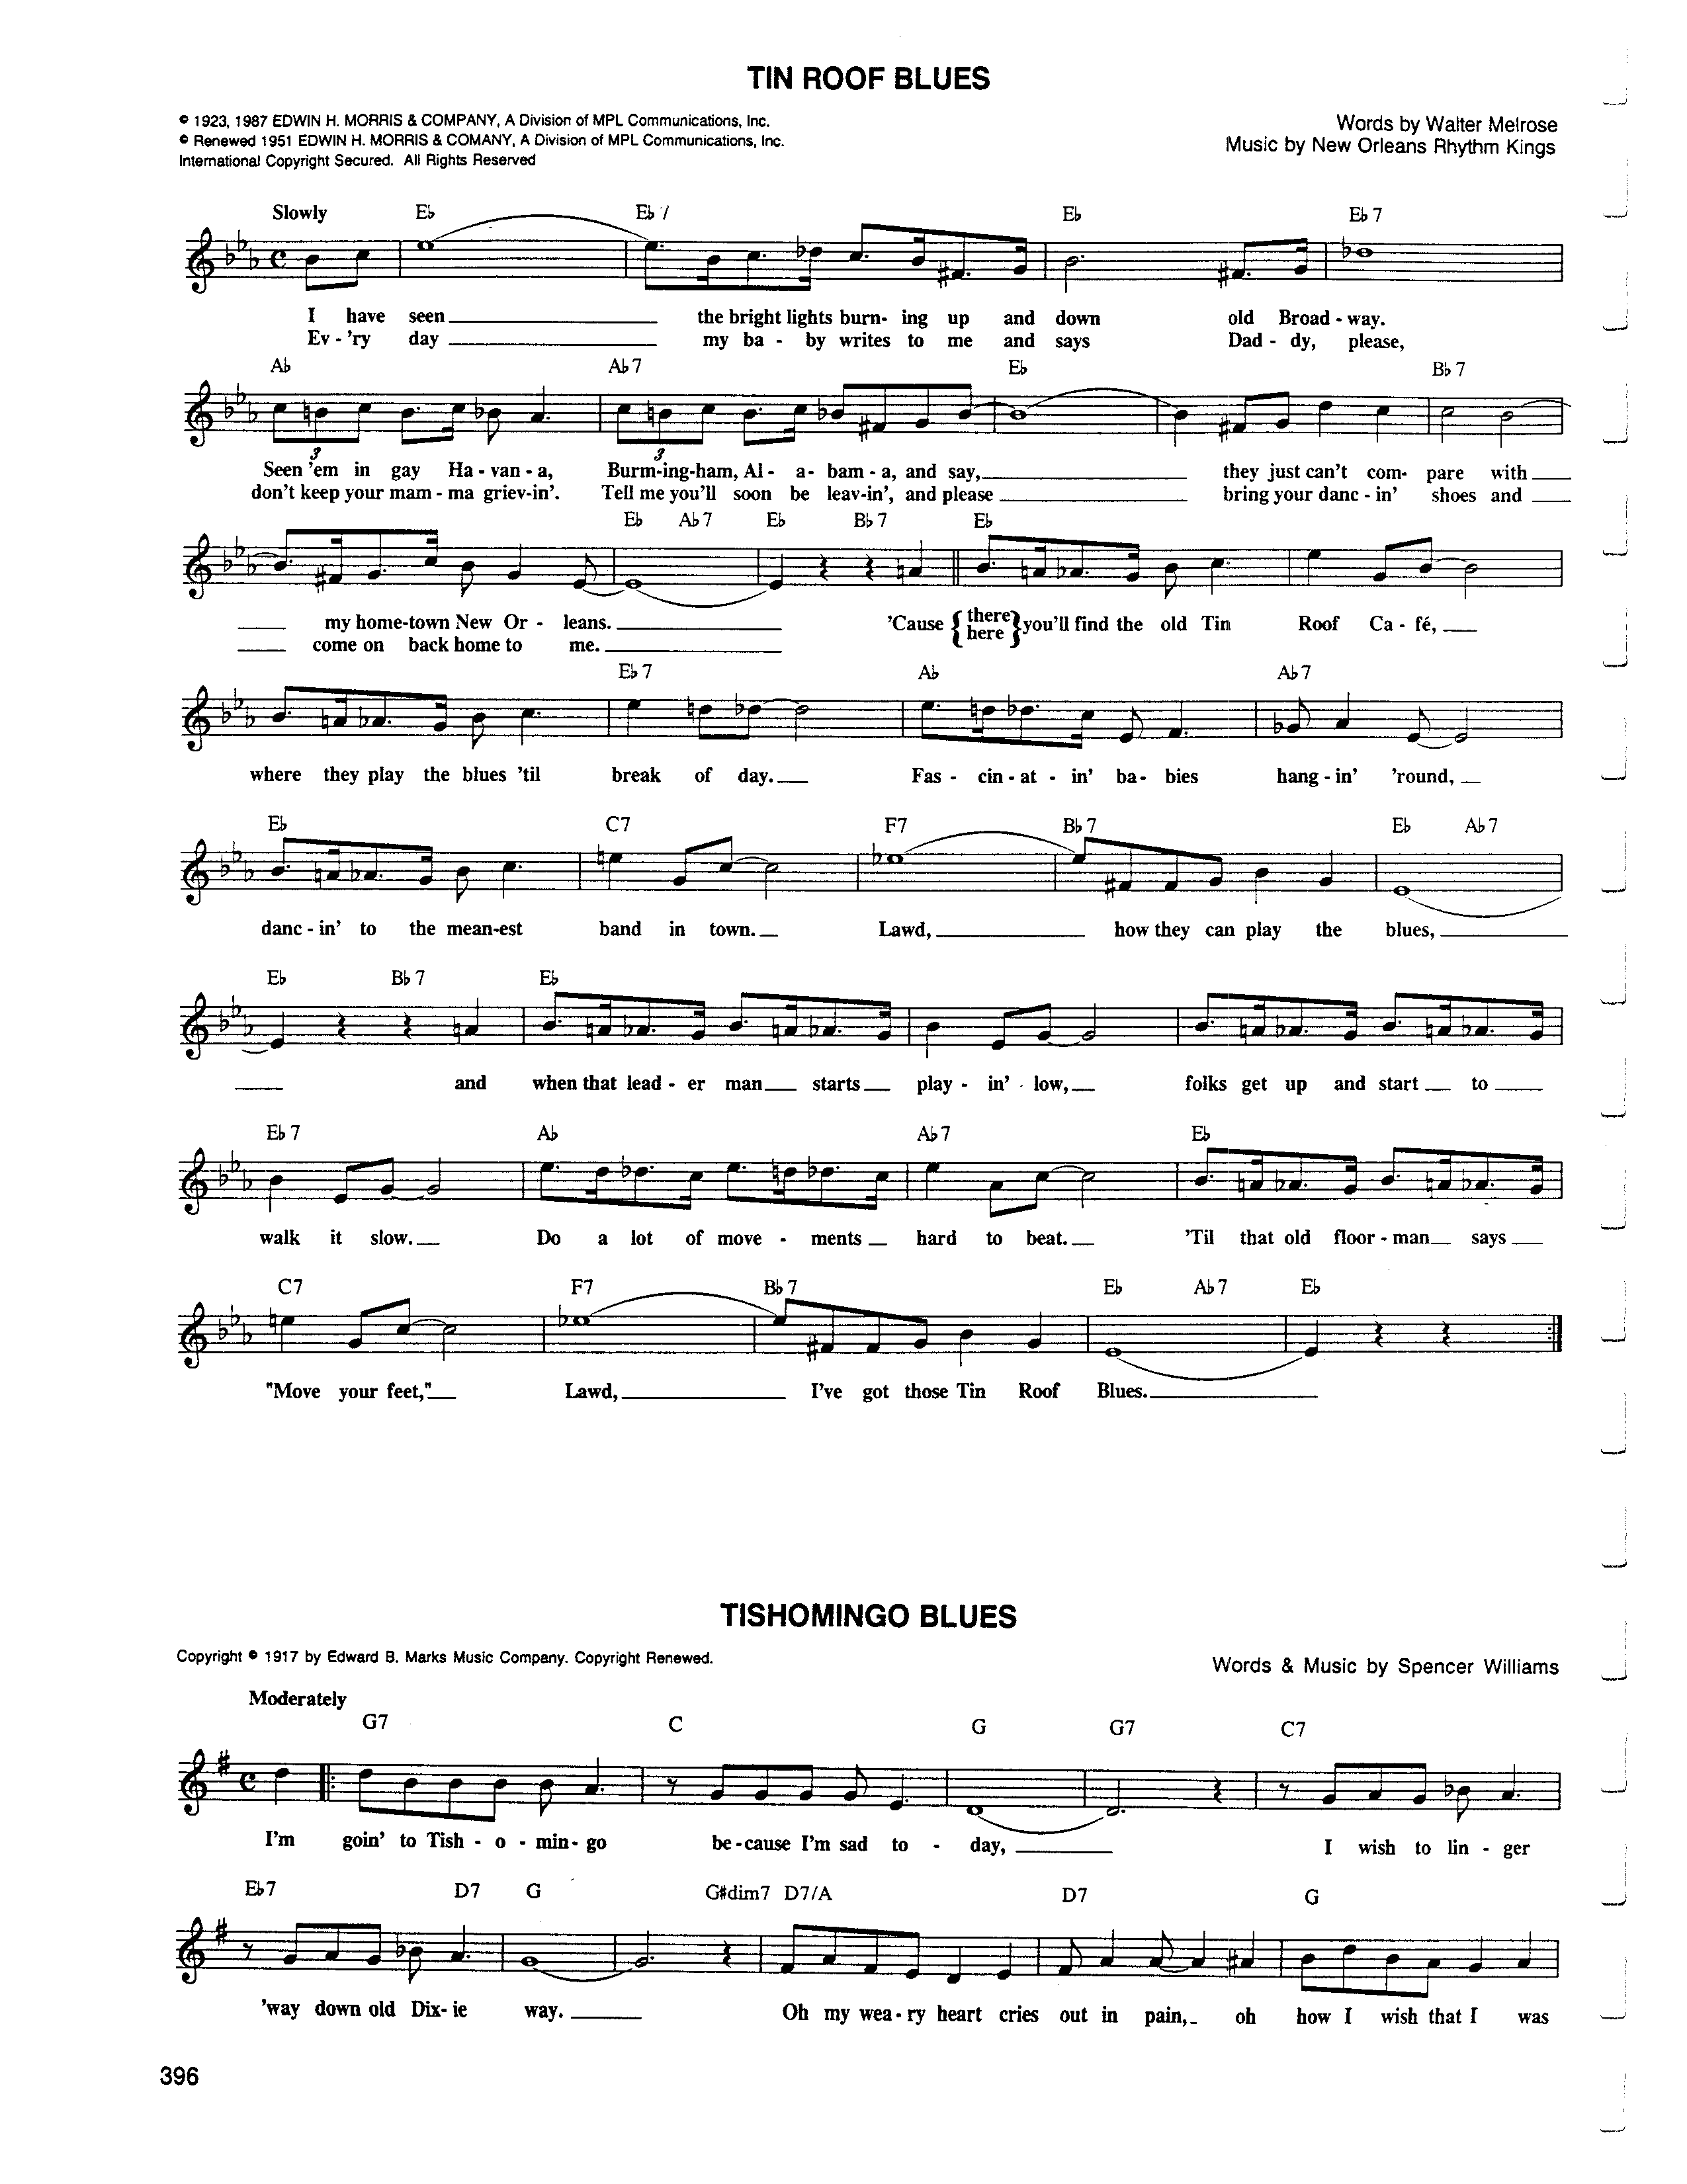 TIN ROOF BLUES
© 1923, 1987 EDWIN H. MORRIS & COMPANY, A Division of MPL Communications, Inc.
© Renewed 1951 EDWIN H. MORRIS & COMANY, A Division of MPL Communications, Inc.
International Copyright Secured. All Rights Reserved
Words by Walter Melrose
Music by New Orleans Rhythm Kings
Slowly E♭ E♭7 E♭ E♭7
I have seen the bright lights burn- ing up and down old Broad - way.
Ev - 'ry day my ba - by writes to me and says Dad - dy, please,
A♭ A♭7 E♭ B♭7
3 3
Seen 'em in gay Ha - van - a, Burm-ing-ham, Al - a - bam - a, and say, they just can't com- pare with
don't keep your mam - ma griev-in'. Tell me you'll soon be leav-in', and please bring your danc - in' shoes and
E♭ A♭7 E♭ B♭7 E♭
my home-town New Or - leans. 'Cause { there here } you'll find the old Tin Roof Ca - fé,
come on back home to me.
E♭7 A♭ A♭7
where they play the blues 'til break of day. Fas - cin - at - in' ba - bies hang - in' 'round,
E♭ C7 F7 B♭7 E♭ A♭7
danc - in' to the mean-est band in town. Lawd, how they can play the blues,
E♭ B♭7 E♭
and when that lead - er man starts play - in' low, folks get up and start to
E♭7 A♭ A♭7 E♭
walk it slow. Do a lot of move - ments hard to beat. 'Til that old floor - man says
C7 F7 B♭7 E♭ A♭7 E♭
"Move your feet," Lawd, I've got those Tin Roof Blues.
TISHOMINGO BLUES
Copyright © 1917 by Edward B. Marks Music Company. Copyright Renewed.
Words & Music by Spencer Williams
Moderately
G7 C G G7 C7
I'm goin' to Tish - o - min - go be - cause I'm sad to - day, I wish to lin - ger
E♭7 D7 G G#dim7 D7/A D7 G
'way down old Dix- ie way. Oh my wea - ry heart cries out in pain, oh how I wish that I was
396